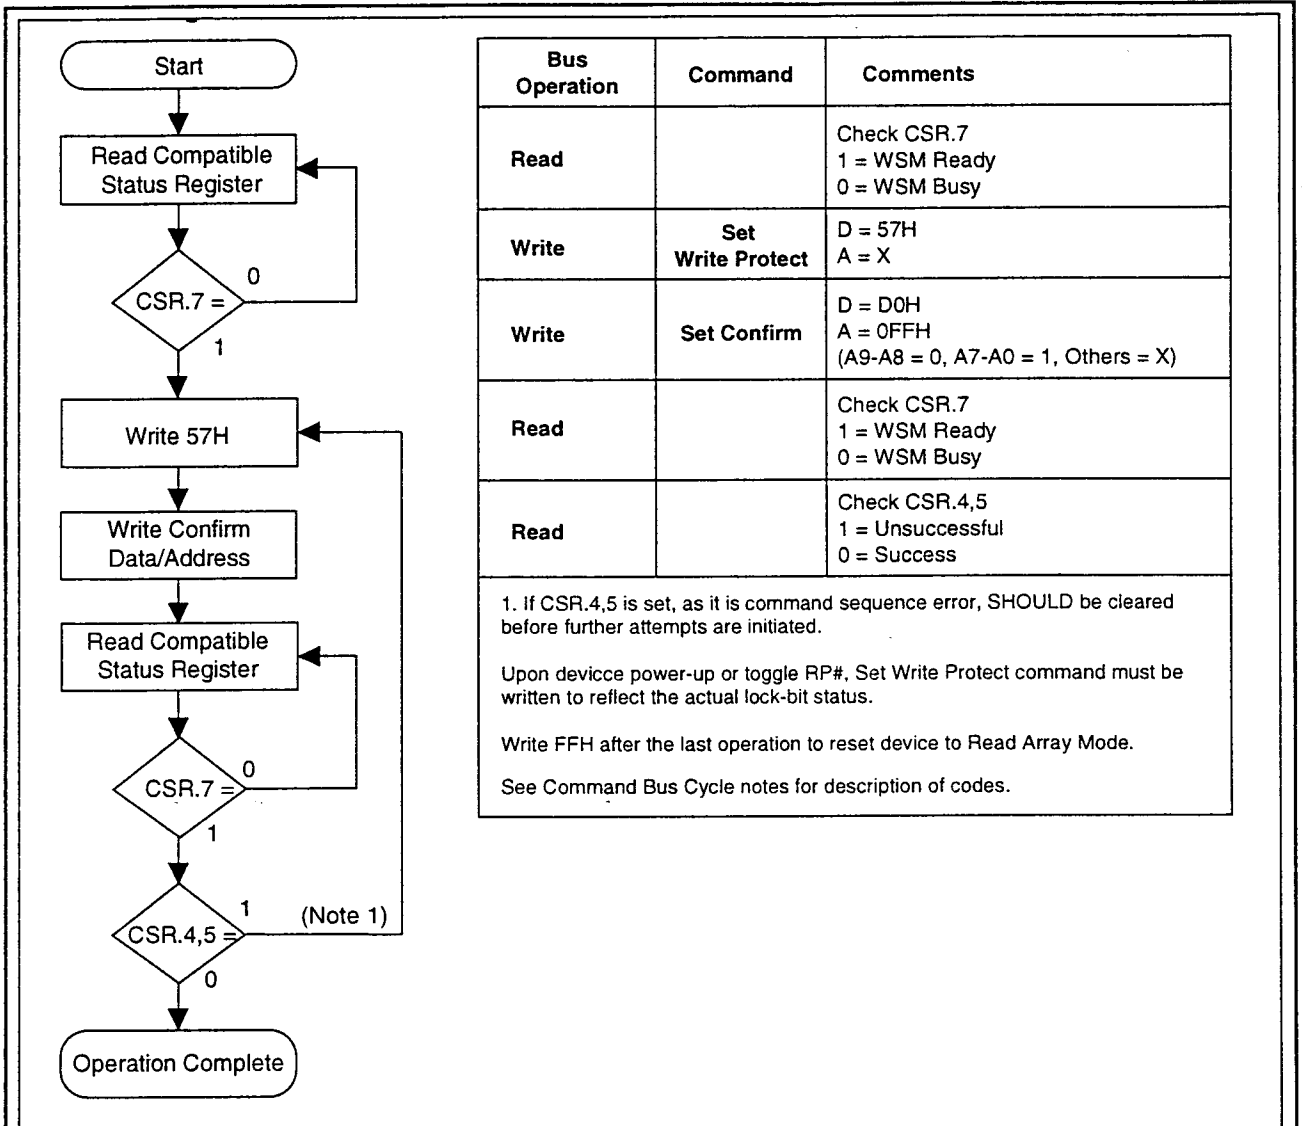 Start
Read Compatible
Status Register
0
CSR.7 =
1
Write 57H
Write Confirm
Data/Address
Read Compatible
Status Register
0
CSR.7 =
1
1
(Note 1)
CSR.4,5 =
0
Operation Complete
Bus
Operation
Command
Comments
Read
Check CSR.7
1 = WSM Ready
0 = WSM Busy
Write
Set
Write Protect
D = 57H
A = X
Write
Set Confirm
D = D0H
A = 0FFH
(A9-A8 = 0, A7-A0 = 1, Others = X)
Read
Check CSR.7
1 = WSM Ready
0 = WSM Busy
Read
Check CSR.4,5
1 = Unsuccessful
0 = Success
1. If CSR.4,5 is set, as it is command sequence error, SHOULD be cleared
before further attempts are initiated.
Upon devicce power-up or toggle RP#, Set Write Protect command must be
written to reflect the actual lock-bit status.
Write FFH after the last operation to reset device to Read Array Mode.
See Command Bus Cycle notes for description of codes.